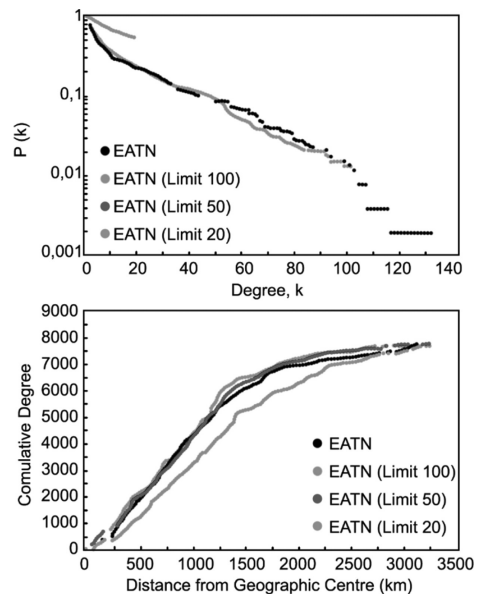 1
0,1
0,01
0,001
P (k)
EATN
EATN (Limit 100)
EATN (Limit 50)
EATN (Limit 20)
0 20 40 60 80 100 120 140
Degree, k
9000
8000
7000
6000
5000
4000
3000
2000
1000
0
Comulative Degree
EATN
EATN (Limit 100)
EATN (Limit 50)
EATN (Limit 20)
500 1000 1500 2000 2500 3000 3500
Distance from Geographic Centre (km)